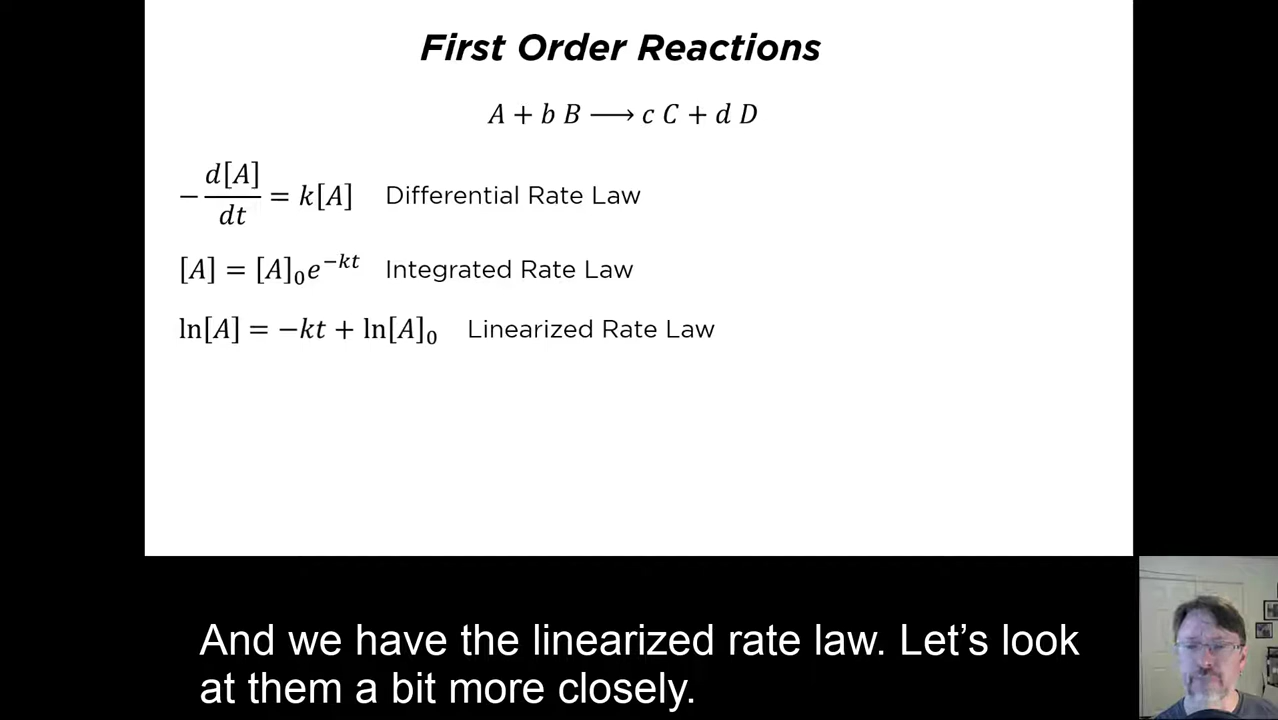 First Order Reactions
A + b B ⟶ c C + d D
−d[A]/dt = k[A] Differential Rate Law
[A] = [A]₀e^−kt Integrated Rate Law
ln[A] = −kt + ln[A]₀ Linearized Rate Law
And we have the linearized rate law. Let’s look
at them a bit more closely.